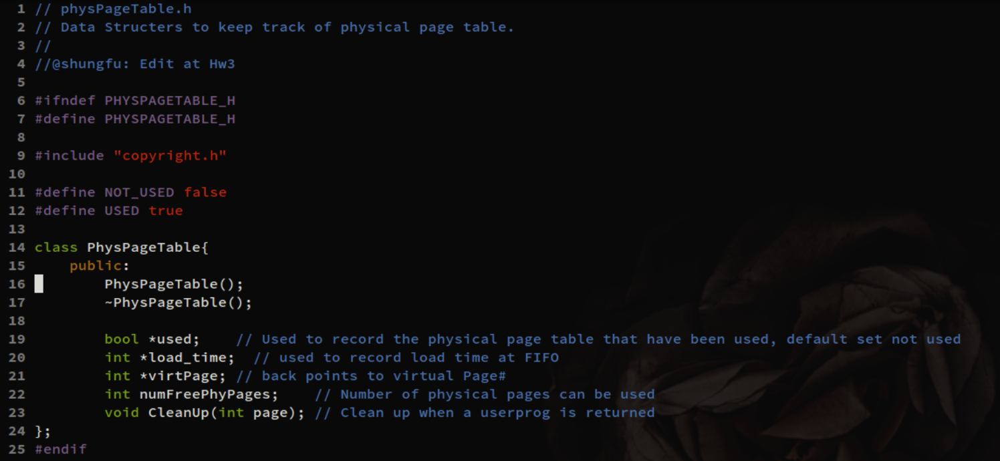 1 // physPageTable.h
2 // Data Structers to keep track of physical page table.
3 //
4 //@shungfu: Edit at Hw3
5
6 #ifndef PHYSPAGETABLE_H
7 #define PHYSPAGETABLE_H
8
9 #include "copyright.h"
10
11 #define NOT_USED false
12 #define USED true
13
14 class PhysPageTable{
15     public:
16         PhysPageTable();
17         ~PhysPageTable();
18
19         bool *used;    // Used to record the physical page table that have been used, default set not used
20         int *load_time;  // used to record load time at FIFO
21         int *virtPage; // back points to virtual Page#
22         int numFreePhyPages;    // Number of physical pages can be used
23         void CleanUp(int page); // Clean up when a userprog is returned
24 };
25 #endif